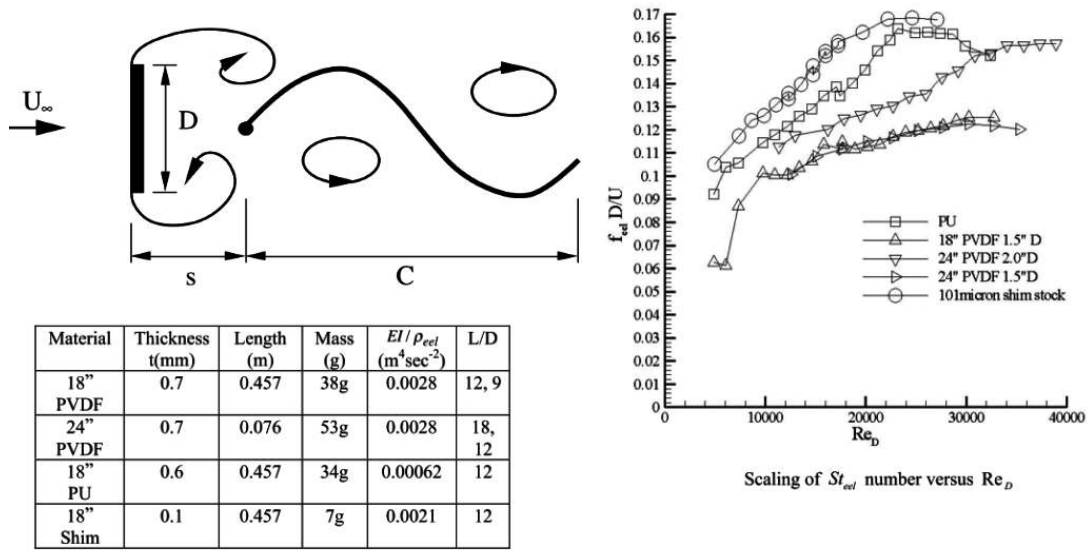 U∞
D
s
C
Material Thickness t(mm) Length (m) Mass (g) EI/ρeel (m⁴sec⁻²) L/D
18” PVDF 0.7 0.457 38g 0.0028 12, 9
24” PVDF 0.7 0.076 53g 0.0028 18, 12
18” PU 0.6 0.457 34g 0.00062 12
18” Shim 0.1 0.457 7g 0.0021 12
0.17
0.16
0.15
0.14
0.13
0.12
0.11
0.1
0.09
0.08
0.07
0.06
0.05
0.04
0.03
0.02
0.01
0
feel D/U
PU
18" PVDF 1.5" D
24" PVDF 2.0"D
24" PVDF 1.5"D
101micron shim stock
10000 20000 30000 40000
ReD
Scaling of Steel number versus ReD